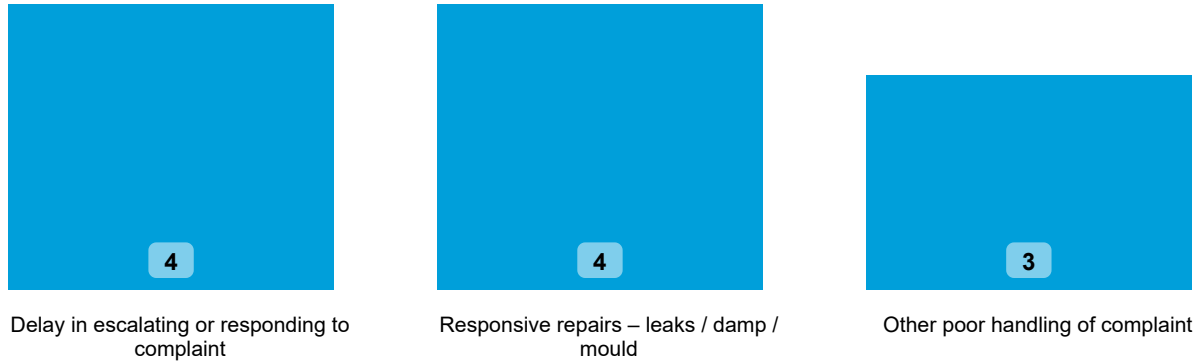 4
4
3
Delay in escalating or responding to
complaint
Responsive repairs – leaks / damp /
mould
Other poor handling of complaint